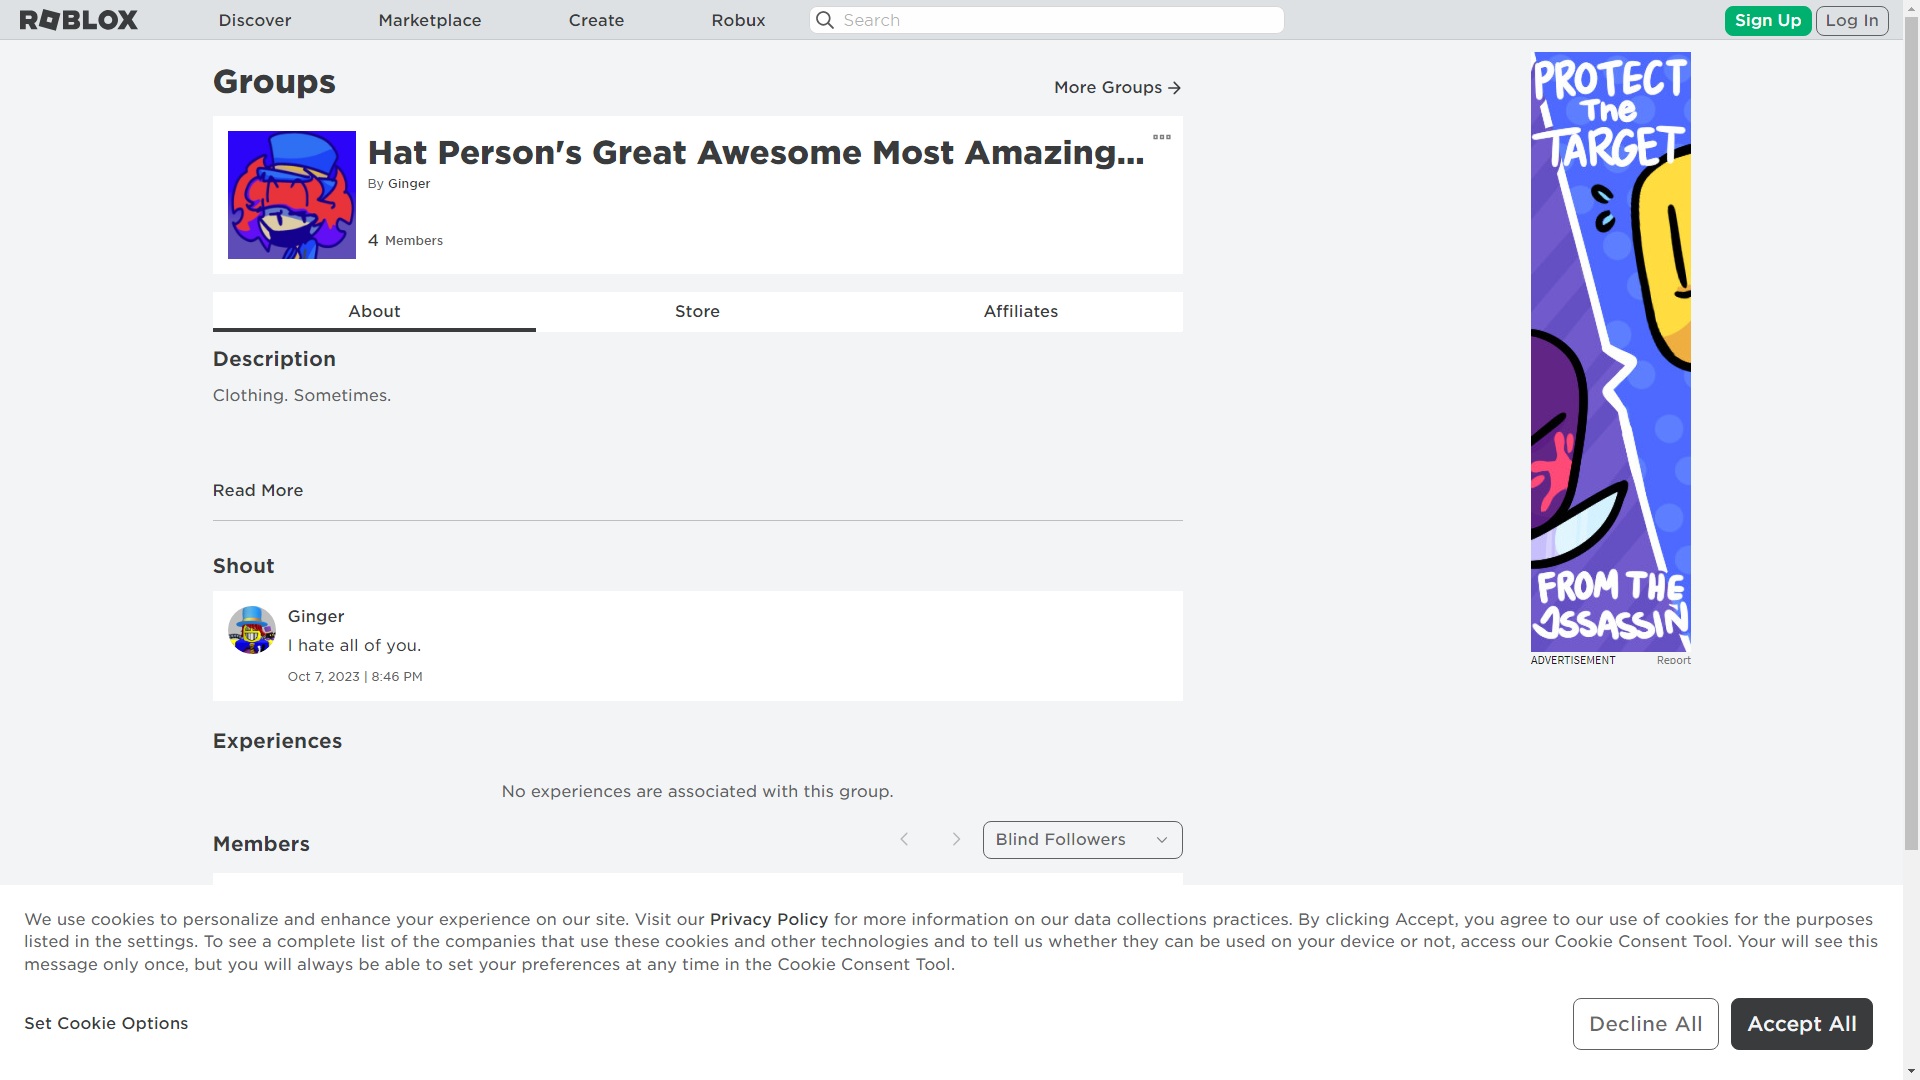 ROBLOX Discover Marketplace Create Robux Search Sign Up Log In
Groups
More Groups
Hat Person's Great Awesome Most Amazing...
By Ginger
4 Members
About Store Affiliates
Description
Clothing. Sometimes.
Read More
Shout
Ginger
I hate all of you.
Oct 7, 2023 | 8:46 PM
Experiences
No experiences are associated with this group.
Members
Blind Followers
PROTECT
The
TARGET
FROM THE
ASSASSIN
ADVERTISEMENT Report
We use cookies to personalize and enhance your experience on our site. Visit our Privacy Policy for more information on our data collections practices. By clicking Accept, you agree to our use of cookies for the purposes
listed in the settings. To see a complete list of the companies that use these cookies and other technologies and to tell us whether they can be used on your device or not, access our Cookie Consent Tool. Your will see this
message only once, but you will always be able to set your preferences at any time in the Cookie Consent Tool.
Set Cookie Options
Decline All
Accept All